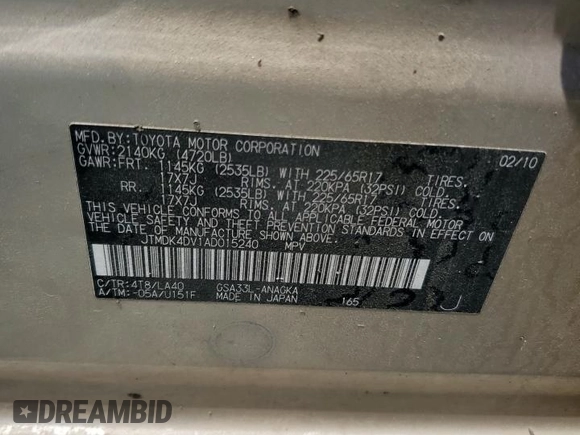 MFD.BY:TOYOTA MOTOR CORPORATION 02/10
GVWR:2140KG (4720LB)
GAWR:FRT. 1145KG (2535LB) WITH 225/65R17 TIRES,
17X7J RIMS, AT 220KPA (32PSI) COLD.
RR. 1145KG (2535LB) WITH 225/65R17 TIRES,
17X7J RIMS, AT 220KPA (32PSI) COLD.
THIS VEHICLE CONFORMS TO ALL APPLICABLE FEDERAL MOTOR
VEHICLE SAFETY AND THEFT PREVENTION STANDARDS IN EFFECT ON
THE DATE OF MANUFACTURE SHOWN ABOVE.
JTMDK4DV1AD015240 MPV
C/TR:4T8/LA40 GSA33L-ANAGKA
A/TM:-05A/U151F MADE IN JAPAN 165
DREAMBID